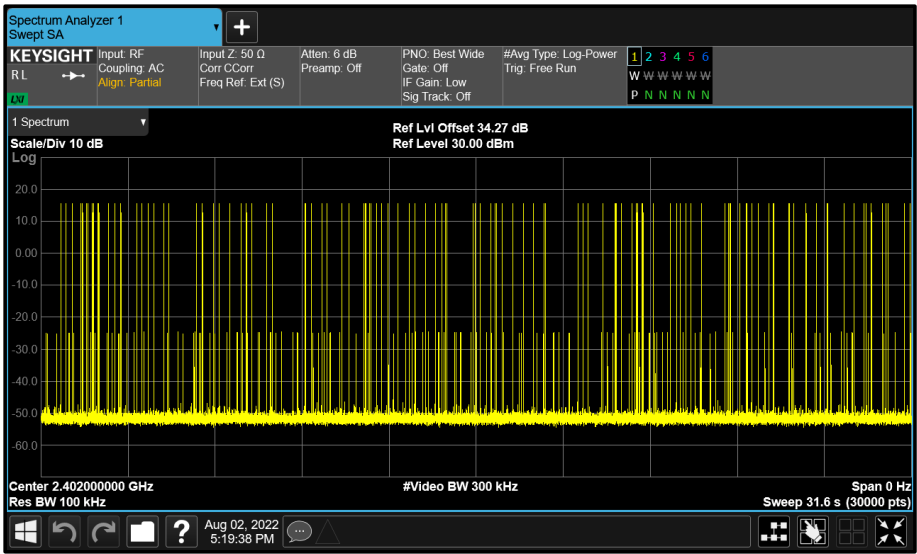 Spectrum Analyzer 1
Swept SA
+
KEYSIGHT Input: RF Input Z: 50 Ω Atten: 6 dB PNO: Best Wide #Avg Type: Log-Power 1 2 3 4 5 6
R L Coupling: AC Corr CCorr Preamp: Off Gate: Off Trig: Free Run W W W W W W
Align: Partial Freq Ref: Ext (S) IF Gain: Low
LXI Sig Track: Off P N N N N N
1 Spectrum
Ref Lvl Offset 34.27 dB
Scale/Div 10 dB Ref Level 30.00 dBm
Log
20.0
10.0
0.00
-10.0
-20.0
-30.0
-40.0
-50.0
-60.0
Center 2.402000000 GHz #Video BW 300 kHz Span 0 Hz
Res BW 100 kHz Sweep 31.6 s (30000 pts)
? Aug 02, 2022
5:19:38 PM